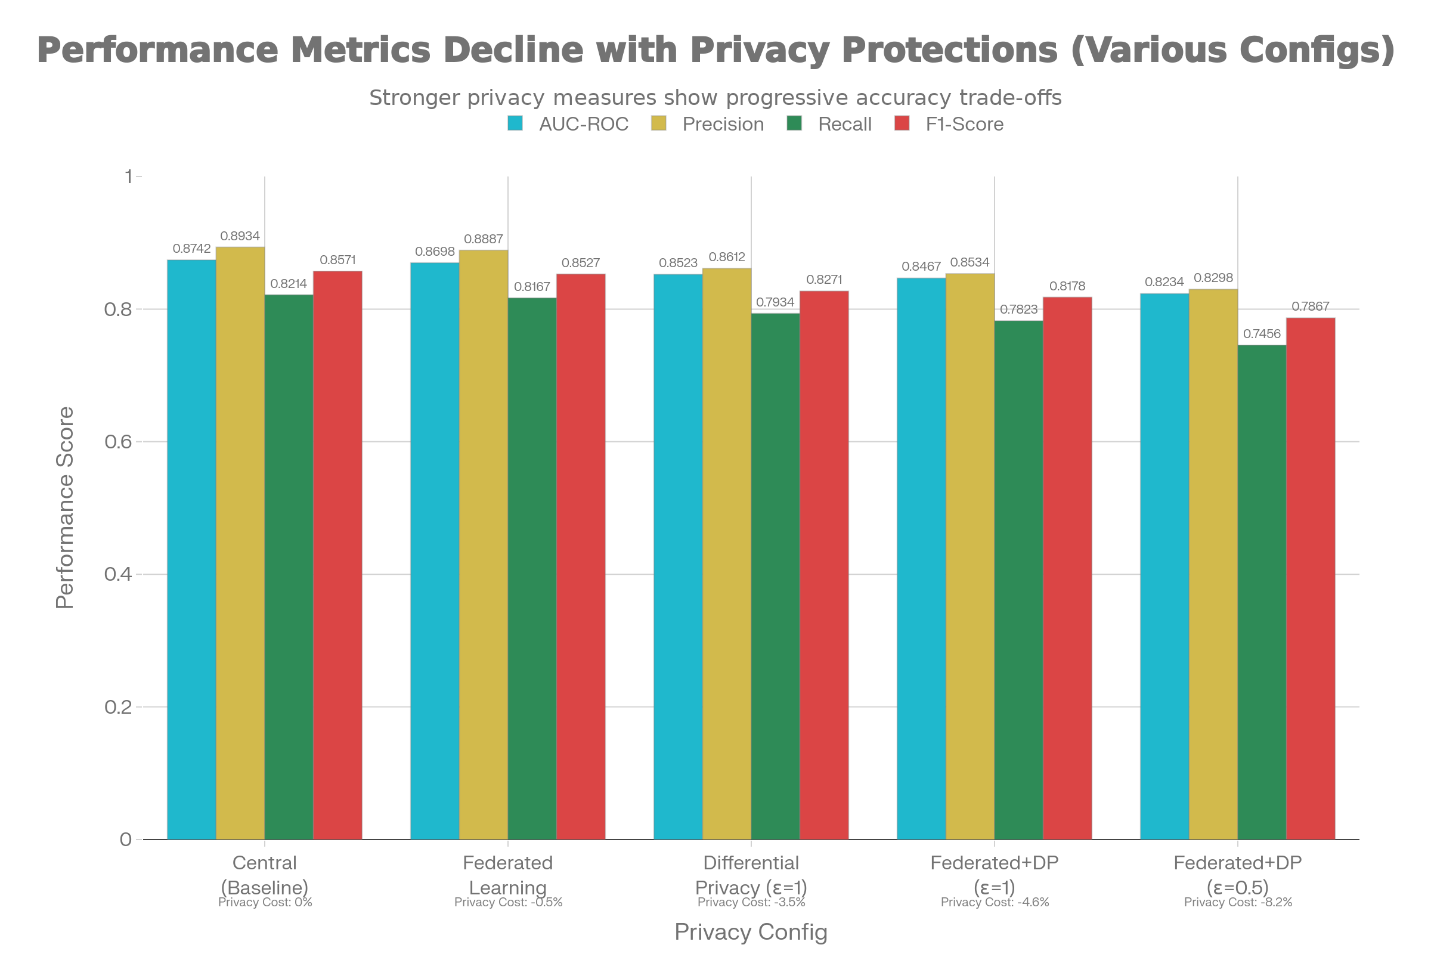 Performance Metrics Decline with Privacy Protections (Various Configs)
Stronger privacy measures show progressive accuracy trade-offs
AUC-ROC Precision Recall F1-Score
Performance Score
1
0.8
0.6
0.4
0.2
0
0.8742 0.8934 0.8214 0.8571
0.8698 0.8887 0.8167 0.8527
0.8523 0.8612 0.7934 0.8271
0.8467 0.8534 0.7823 0.8178
0.8234 0.8298 0.7456 0.7867
Central
(Baseline)
Privacy Cost: 0%
Federated
Learning
Privacy Cost: -0.5%
Differential
Privacy (ε=1)
Privacy Cost: -3.5%
Federated+DP
(ε=1)
Privacy Cost: -4.6%
Federated+DP
(ε=0.5)
Privacy Cost: -8.2%
Privacy Config